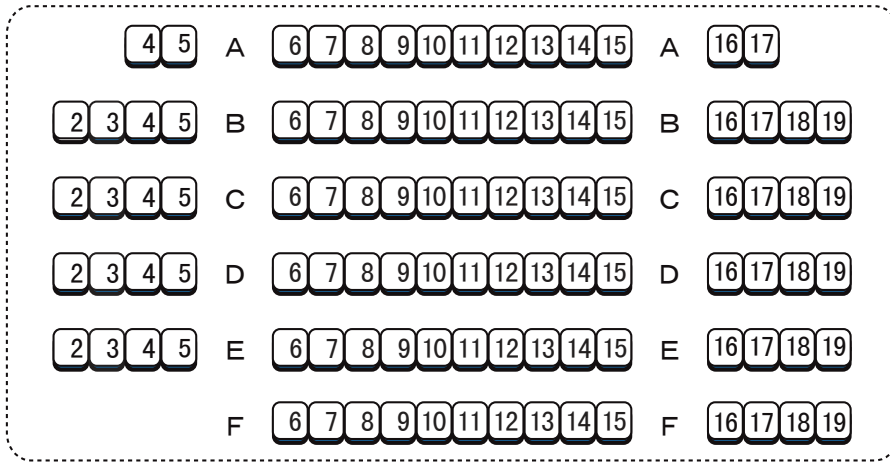 4 5 A 6 7 8 9 10 11 12 13 14 15 A 16 17
2 3 4 5 B 6 7 8 9 10 11 12 13 14 15 B 16 17 18 19
2 3 4 5 C 6 7 8 9 10 11 12 13 14 15 C 16 17 18 19
2 3 4 5 D 6 7 8 9 10 11 12 13 14 15 D 16 17 18 19
2 3 4 5 E 6 7 8 9 10 11 12 13 14 15 E 16 17 18 19
F 6 7 8 9 10 11 12 13 14 15 F 16 17 18 19